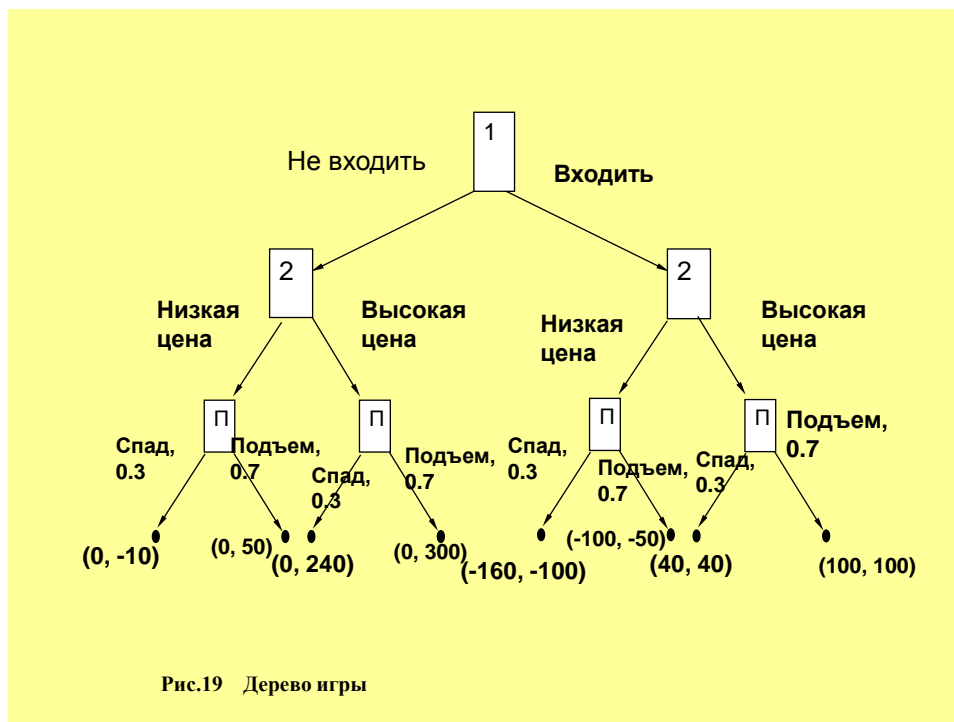 1
Не входить
Входить
2
2
Низкая
цена
Высокая
цена
Низкая
цена
Высокая
цена
П
П
П
П
Спад,
0.3
Подъем,
0.7
Спад,
0.3
Подъем,
0.7
Спад,
0.3
Подъем,
0.7
Спад,
0.3
Подъем,
0.7
(0, -10)
(0, 50)
(0, 240)
(0, 300)
(-160, -100)
(-100, -50)
(40, 40)
(100, 100)
Рис.19 Дерево игры